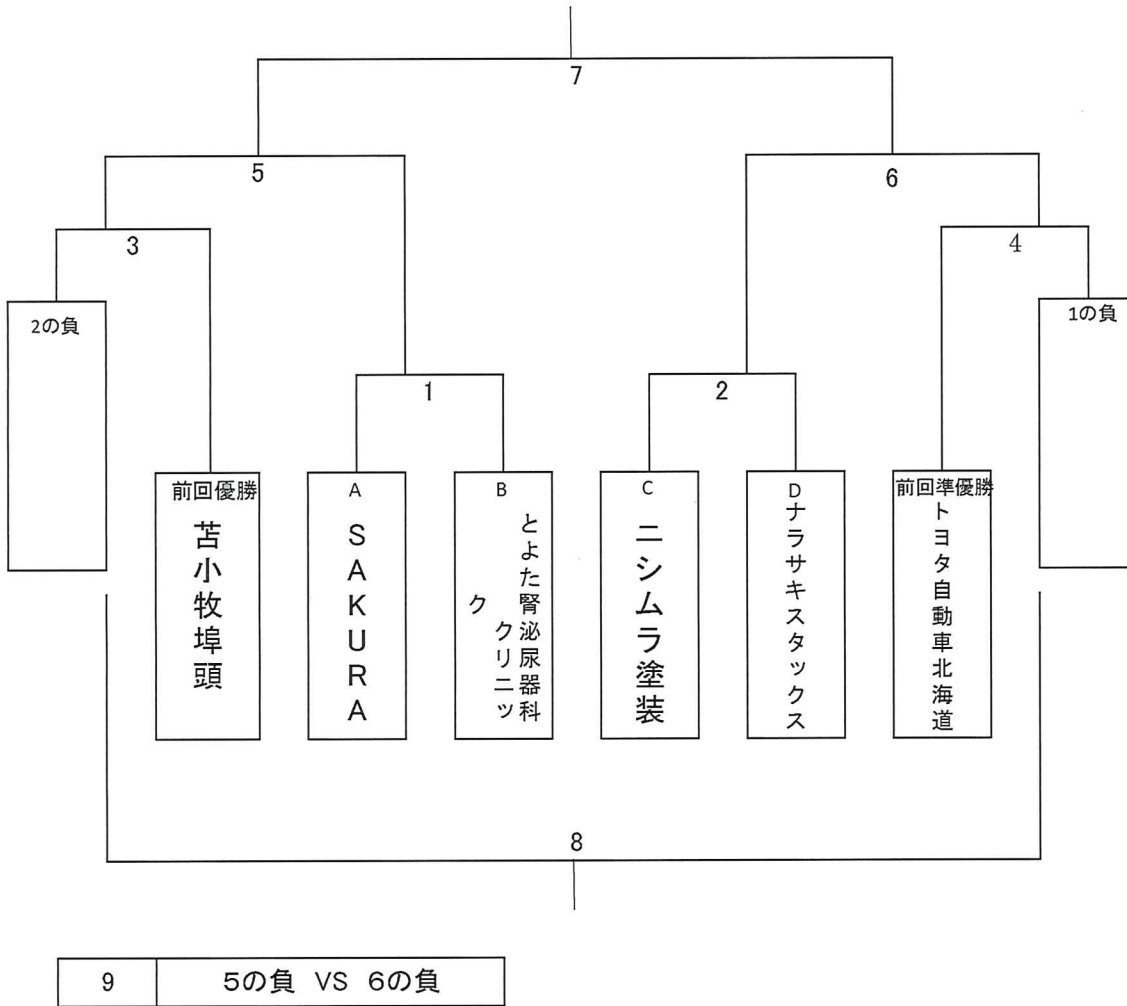 7
5
6
3
4
2の負
1の負
1
2
前回優勝
苫小牧埠頭
A
SAKURA
B
とよた腎泌尿器科
クリニッ
ク
C
ニシムラ塗装
D
ナラサキスタックス
前回準優勝
トヨタ自動車北海道
8
9
5の負 VS 6の負